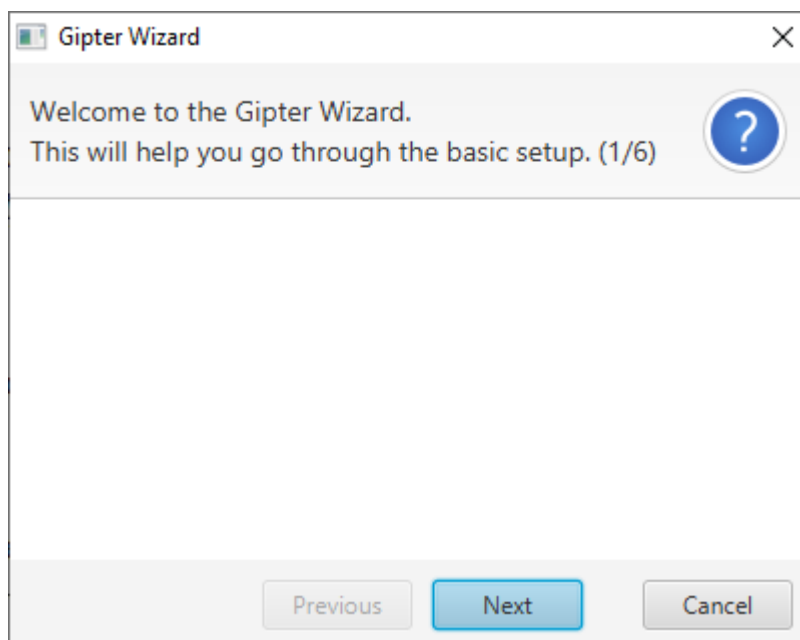 Gipter Wizard
Welcome to the Gipter Wizard.
This will help you go through the basic setup. (1/6)
?
Previous
Next
Cancel